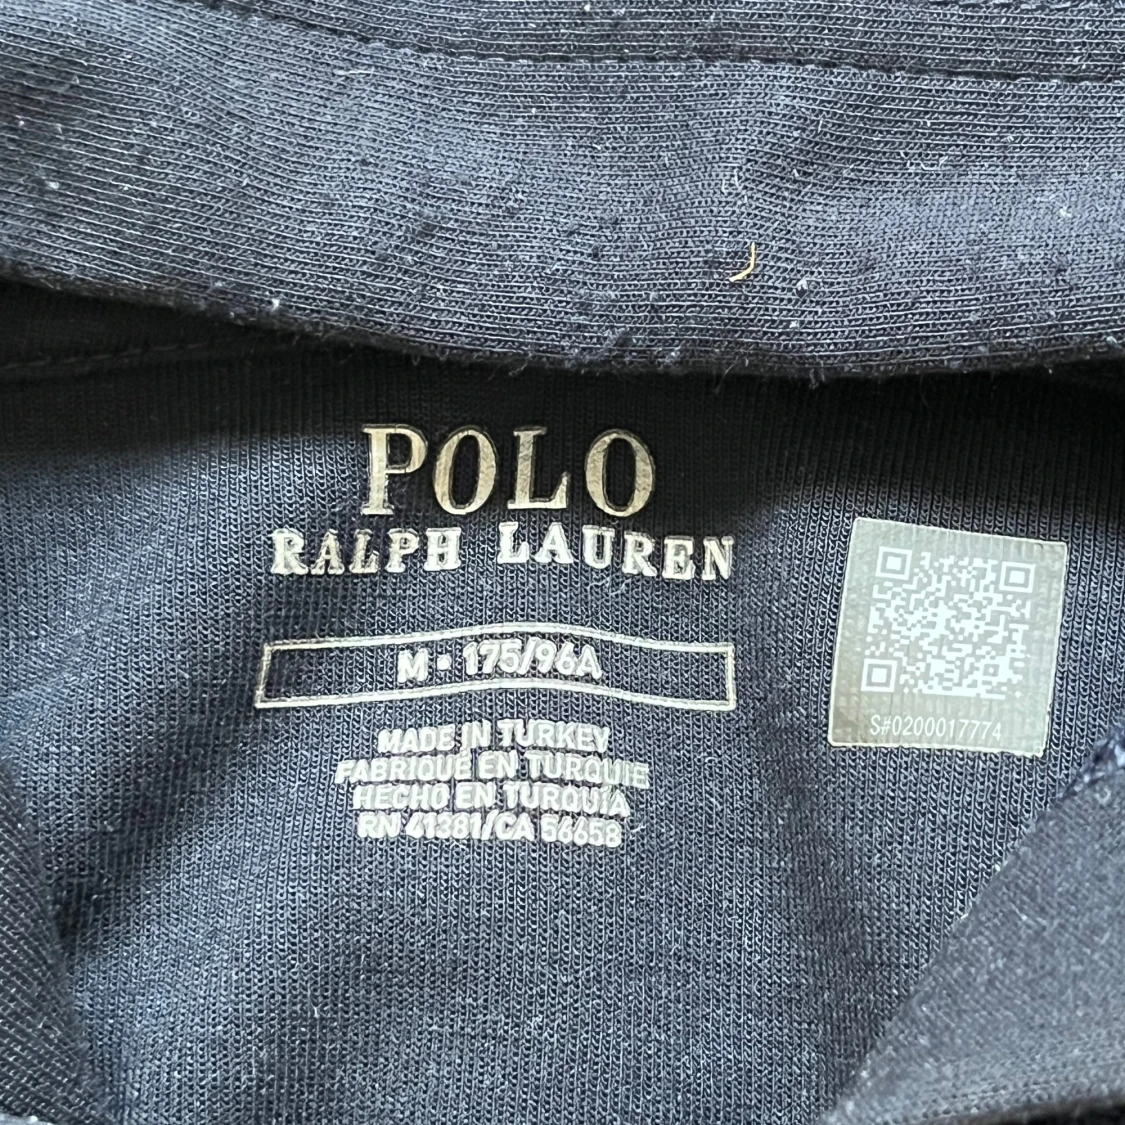 POLO
RALPH LAUREN
M • 175/96A
MADE IN TURKEY
FABRIQUÉ EN TURQUIE
HECHO EN TURQUÍA
RN 41381/CA 56658
S#0200017774